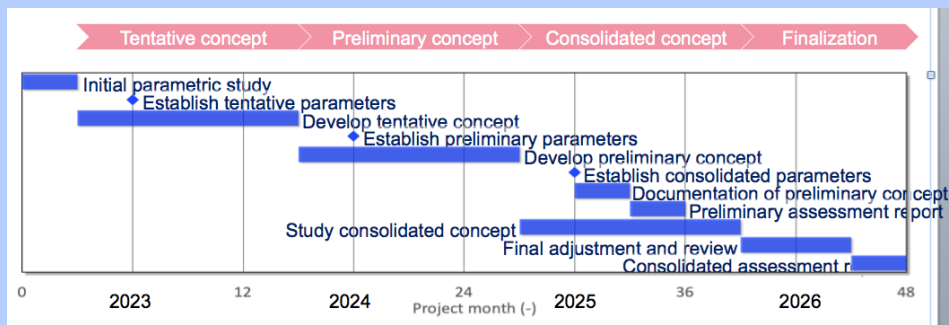 Tentative concept
Preliminary concept
Consolidated concept
Finalization
Initial parametric study
Establish tentative parameters
Develop tentative concept
Establish preliminary parameters
Develop preliminary concept
Establish consolidated parameters
Documentation of preliminary concept
Preliminary assessment report
Study consolidated concept
Final adjustment and review
Consolidated assessment r
0 12 24 36 48
2023 2024 2025 2026
Project month (-)